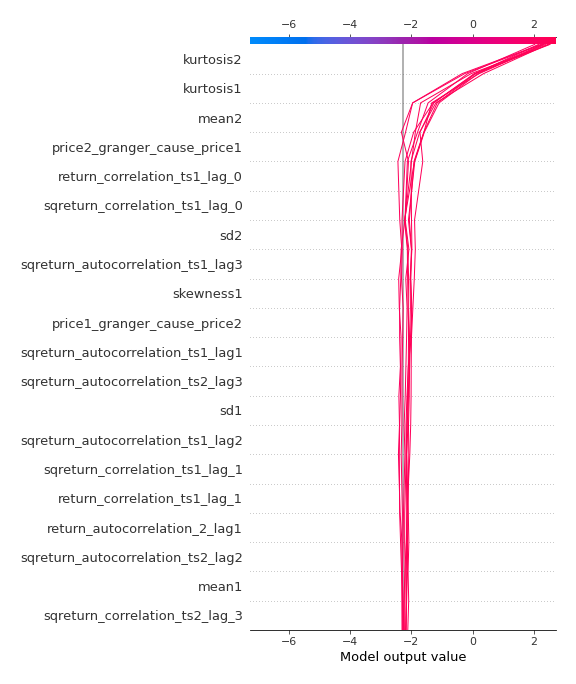 −6 −4 −2 0 2
kurtosis2
kurtosis1
mean2
price2_granger_cause_price1
return_correlation_ts1_lag_0
sqreturn_correlation_ts1_lag_0
sd2
sqreturn_autocorrelation_ts1_lag3
skewness1
price1_granger_cause_price2
sqreturn_autocorrelation_ts1_lag1
sqreturn_autocorrelation_ts2_lag3
sd1
sqreturn_autocorrelation_ts1_lag2
sqreturn_correlation_ts1_lag_1
return_correlation_ts1_lag_1
return_autocorrelation_2_lag1
sqreturn_autocorrelation_ts2_lag2
mean1
sqreturn_correlation_ts2_lag_3
−6 −4 −2 0 2
Model output value